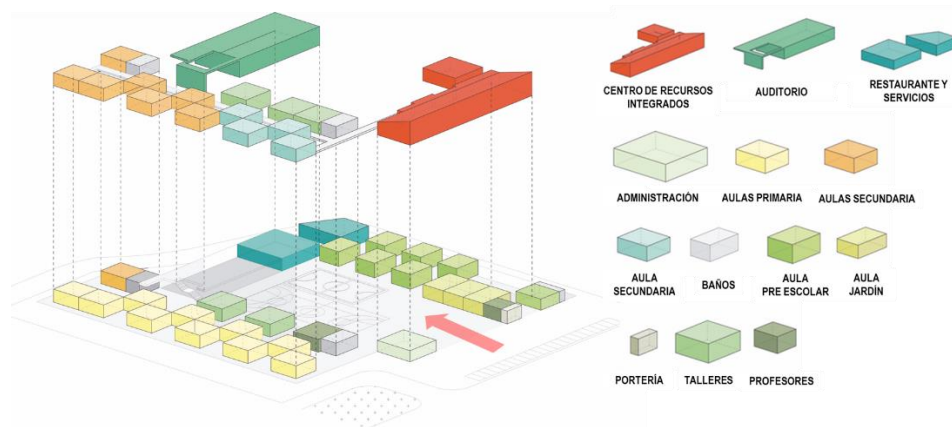 CENTRO DE RECURSOS
INTEGRADOS
AUDITORIO
RESTAURANTE Y
SERVICIOS
ADMINISTRACIÓN
AULAS PRIMARIA
AULAS SECUNDARIA
AULA
SECUNDARIA
BAÑOS
AULA
PRE ESCOLAR
AULA
JARDÍN
PORTERÍA
TALLERES
PROFESORES